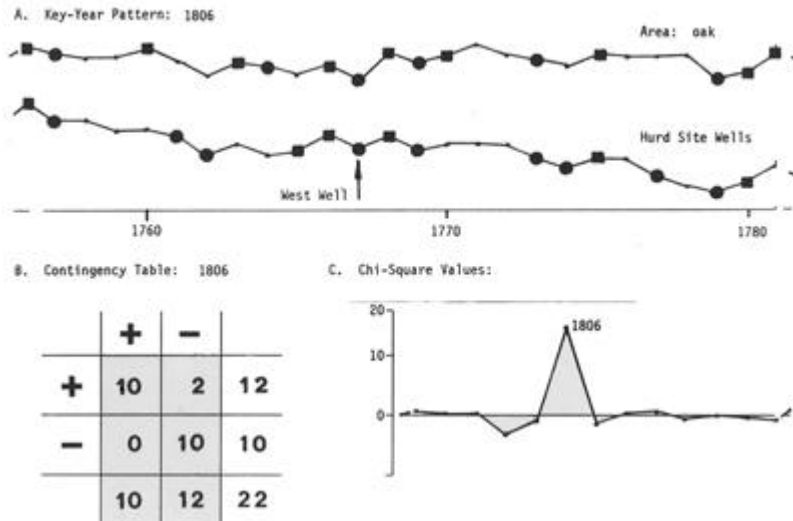 A. Key-Year Pattern: 1806
Area: oak
Hurd Site Wells
West Well
1760 1770 1780
B. Contingency Table: 1806
+ −
+ 10 2 12
− 0 10 10
10 12 22
C. Chi-Square Values:
20
1806
10
0